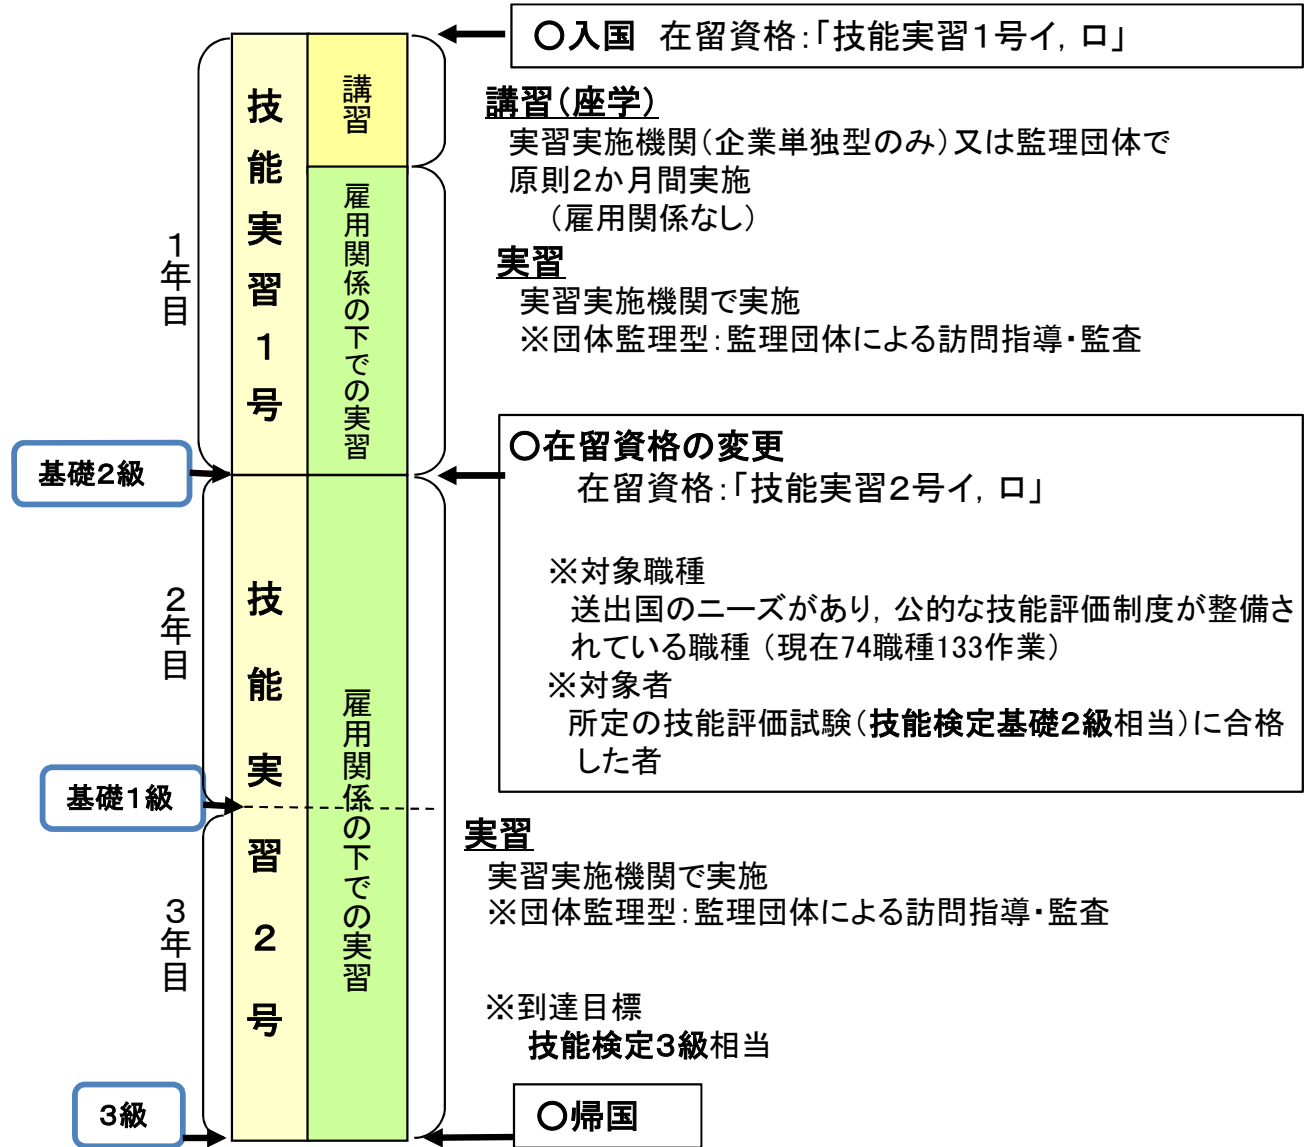 ○入国 在留資格:「技能実習1号イ, ロ」
技能実習1号
講習
講習(座学)
実習実施機関(企業単独型のみ)又は監理団体で
原則2か月間実施
(雇用関係なし)
1年目
雇用関係の下での実習
実習
実習実施機関で実施
※団体監理型:監理団体による訪問指導・監査
基礎2級
○在留資格の変更
在留資格:「技能実習2号イ, ロ」
※対象職種
送出国のニーズがあり, 公的な技能評価制度が整備さ
れている職種 (現在74職種133作業)
※対象者
所定の技能評価試験(技能検定基礎2級相当)に合格
した者
2年目
技能実習2号
雇用関係の下での実習
基礎1級
3年目
実習
実習実施機関で実施
※団体監理型:監理団体による訪問指導・監査
※到達目標
技能検定3級相当
3級
○帰国